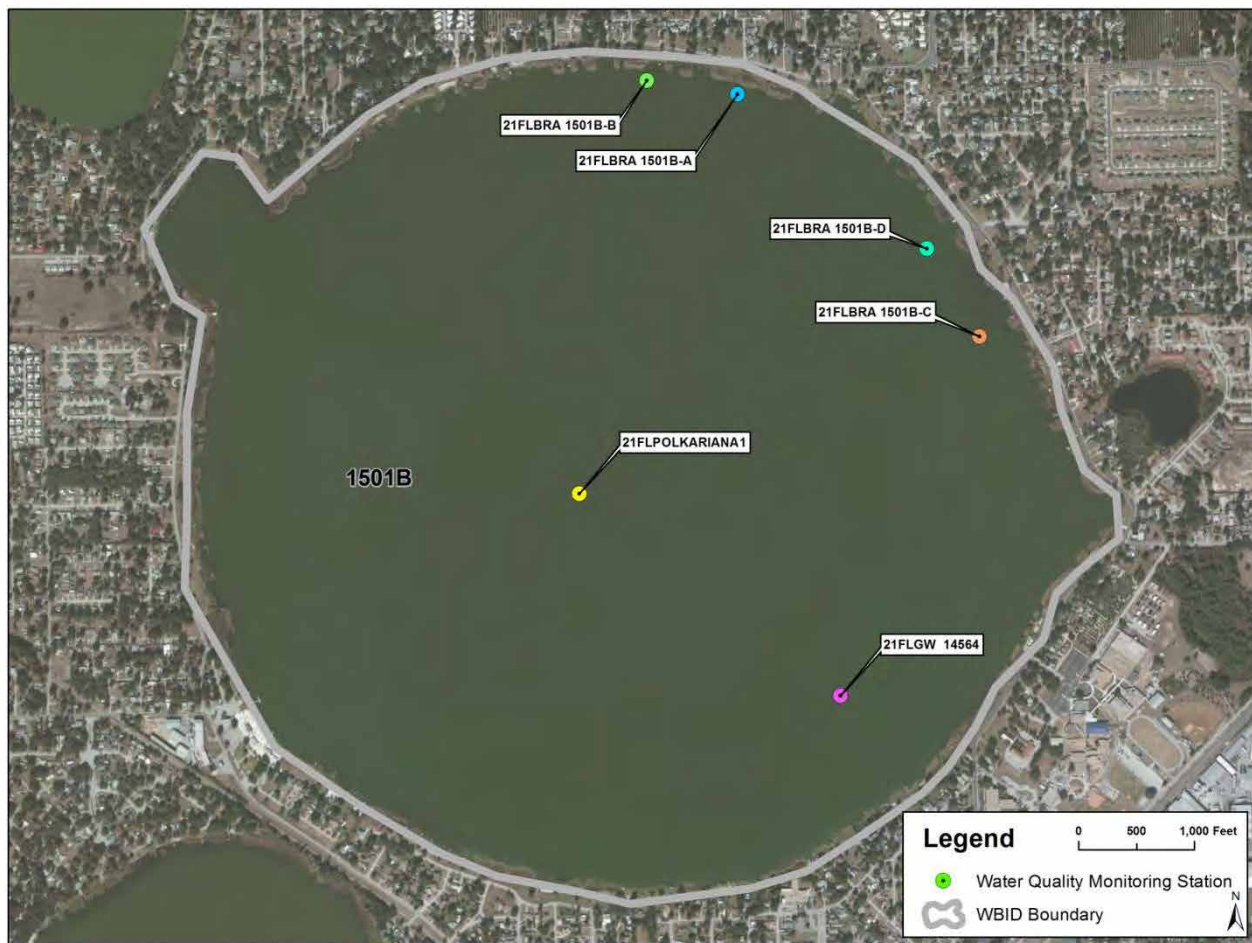 21FLBRA 1501B-B
21FLBRA 1501B-A
21FLBRA 1501B-D
21FLBRA 1501B-C
21FLPOLKARIANA1
1501B
21FLGW 14564
Legend
0 500 1,000 Feet
Water Quality Monitoring Station
WBID Boundary
N